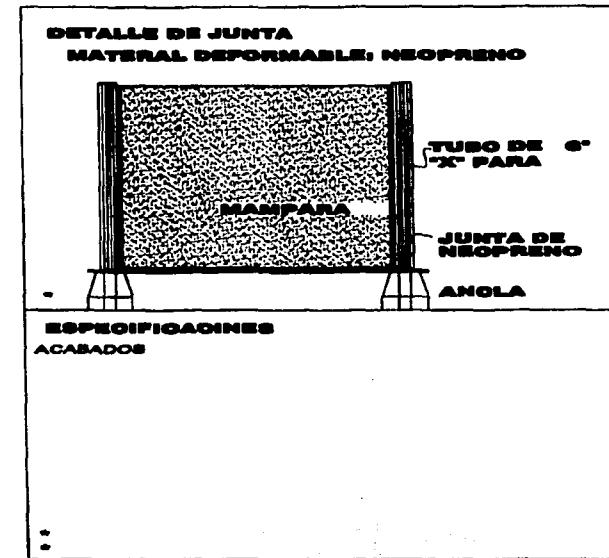 DETALLE DE JUNTA
MATERAL DEFORMABLE: NEOPRENO
TUBO DE 6"
"X" PARA
MAMPARA
JUNTA DE
NEOPRENO
ANCLA
ESPECIFICACINES
ACABADOS
*
*